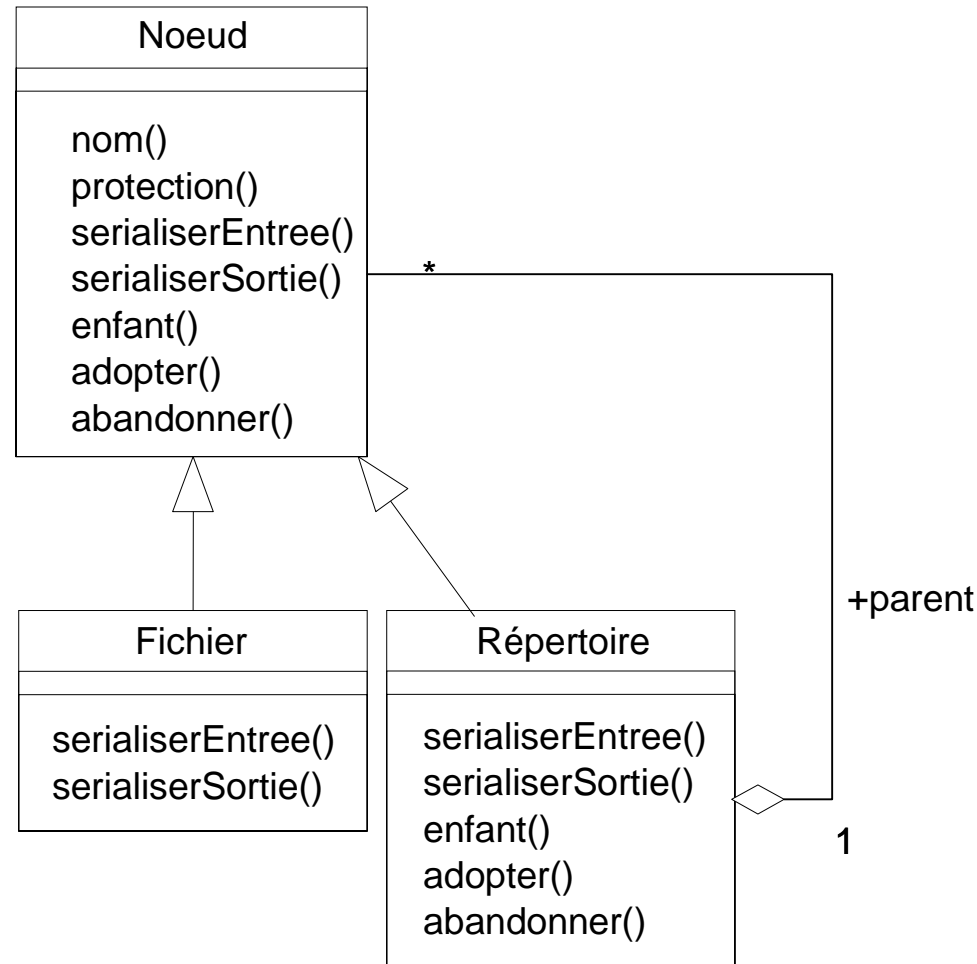 Noeud
nom()
protection()
serialiserEntree()
serialiserSortie()
enfant()
adopter()
abandonner()
*
+parent
1
Fichier
serialiserEntree()
serialiserSortie()
Répertoire
serialiserEntree()
serialiserSortie()
enfant()
adopter()
abandonner()